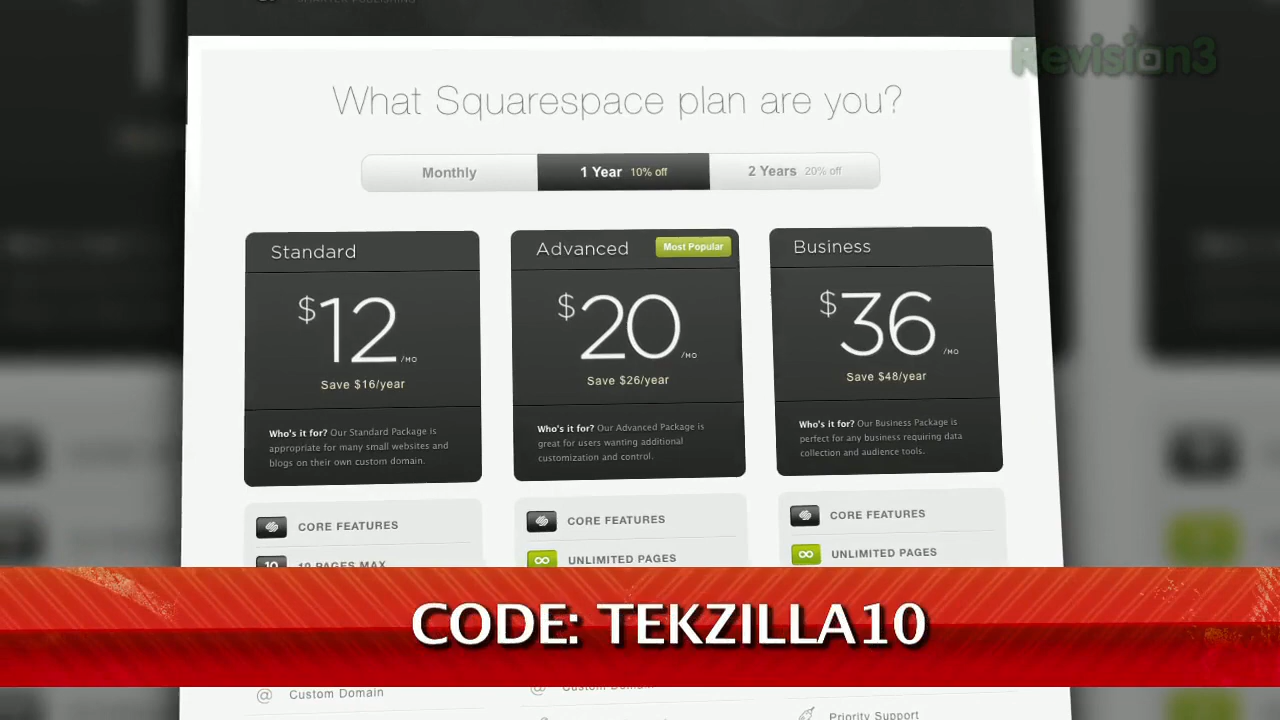 Revision3
What Squarespace plan are you?
Monthly
1 Year 10% off
2 Years 20% off
Standard
$12/MO
Save $16/year
Who's it for? Our Standard Package is
appropriate for many small websites and
blogs on their own custom domain.
CORE FEATURES
10 PAGES MAX
Advanced
Most Popular
$20/MO
Save $26/year
Who's it for? Our Advanced Package is
great for users wanting additional
customization and control.
CORE FEATURES
UNLIMITED PAGES
Business
$36/MO
Save $48/year
Who's it for? Our Business Package is
perfect for any business requiring data
collection and audience tools.
CORE FEATURES
UNLIMITED PAGES
CODE: TEKZILLA10
@ Custom Domain
@ Custom Domain
Priority Support